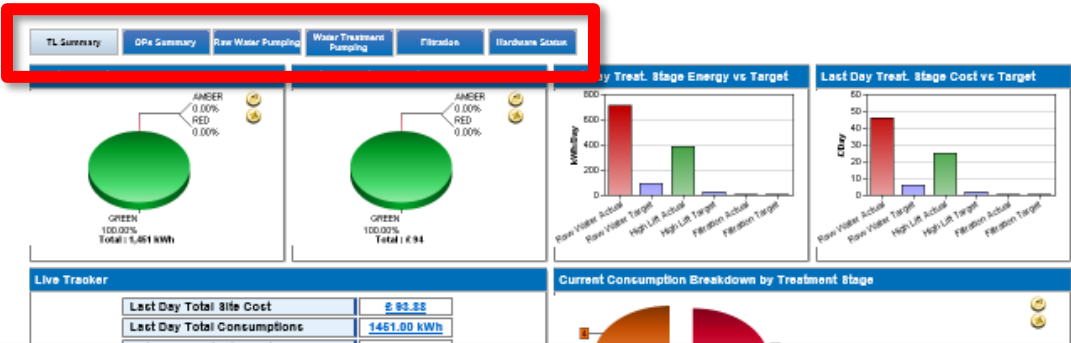 TL Summary
OPs Summary
Raw Water Pumping
Water Treatment
Pumping
Filtration
Hardware Status
Day Treat. Stage Energy vs Target
Last Day Treat. Stage Cost vs Target
AMBER
0.00%
RED
0.00%
GREEN
100.00%
Total : 1,451 kWh
AMBER
0.00%
RED
0.00%
GREEN
100.00%
Total : £ 94
kWh/Day
800
600
400
200
0
Raw Water Actual
Raw Water Target
High Lift Actual
High Lift Target
Filtration Actual
Filtration Target
£/Day
60
50
40
30
20
10
0
Raw Water Actual
Raw Water Target
High Lift Actual
High Lift Target
Filtration Actual
Filtration Target
Live Tracker
Last Day Total Site Cost
£ 93.88
Last Day Total Consumptions
1451.00 kWh
Current Consumption Breakdown by Treatment Stage